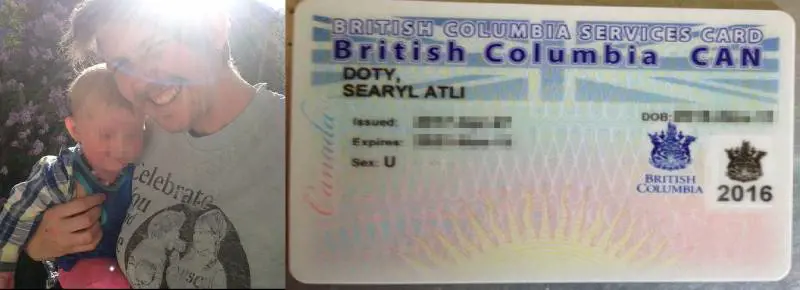 Celebrate
You
and
BRITISH COLUMBIA SERVICES CARD
British Columbia CAN
DOTY,
SEARYL ATLI
DOB:
Issued:
Expires:
Sex: U
Canada
BRITISH
COLUMBIA
2016